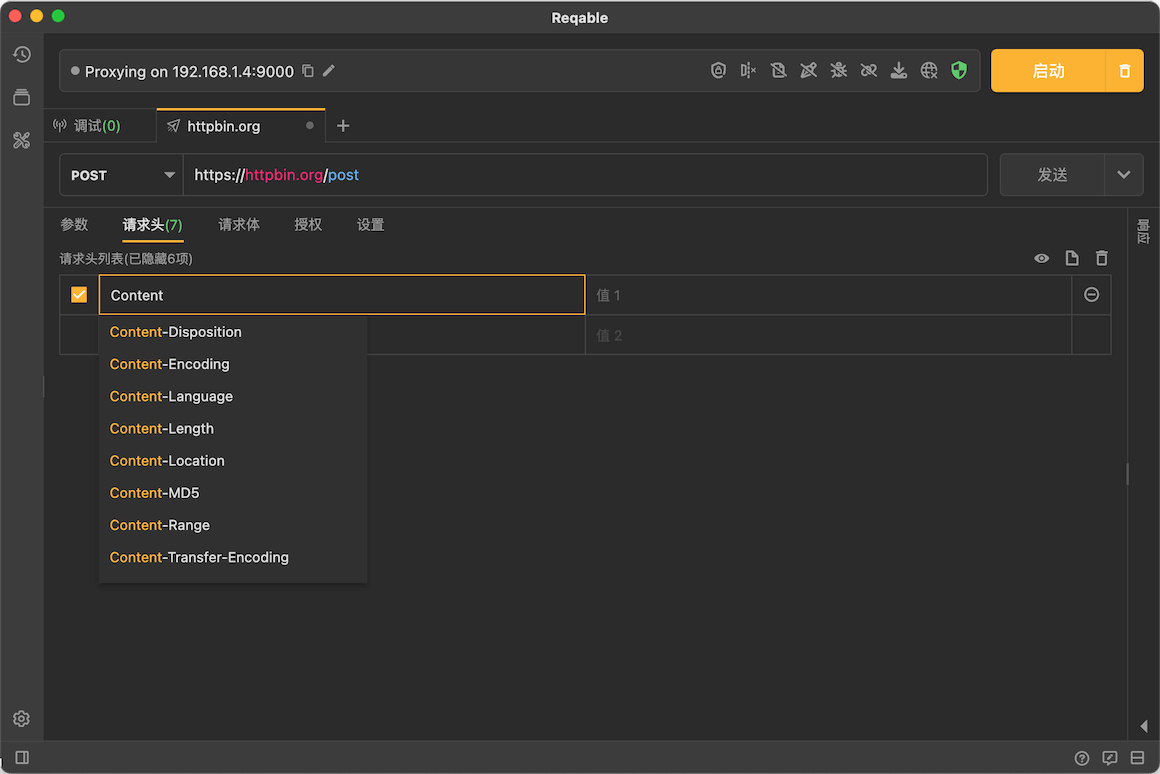 Reqable
Proxying on 192.168.1.4:9000
启动
调试(0)
httpbin.org
POST
https://httpbin.org/post
发送
参数
请求头(7)
请求体
授权
设置
响应
请求头列表(已隐藏6项)
Content
值 1
值 2
Content-Disposition
Content-Encoding
Content-Language
Content-Length
Content-Location
Content-MD5
Content-Range
Content-Transfer-Encoding